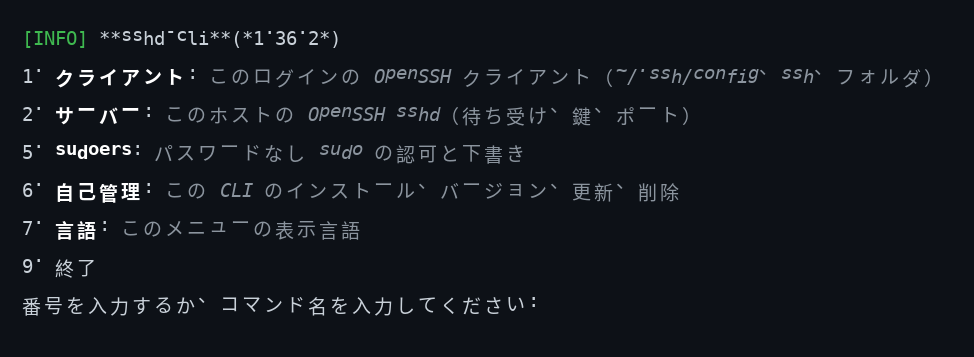 [INFO] **sshd-cli**(*1.36.2*)
1. クライアント: このログインの OpenSSH クライアント（~/.ssh/config、ssh、フォルダ）
2. サーバー: このホストの OpenSSH sshd（待ち受け、鍵、ポート）
5. sudoers: パスワードなし sudo の認可と下書き
6. 自己管理: この CLI のインストール、バージョン、更新、削除
7. 言語: このメニューの表示言語
9. 終了
番号を入力するか、コマンド名を入力してください: